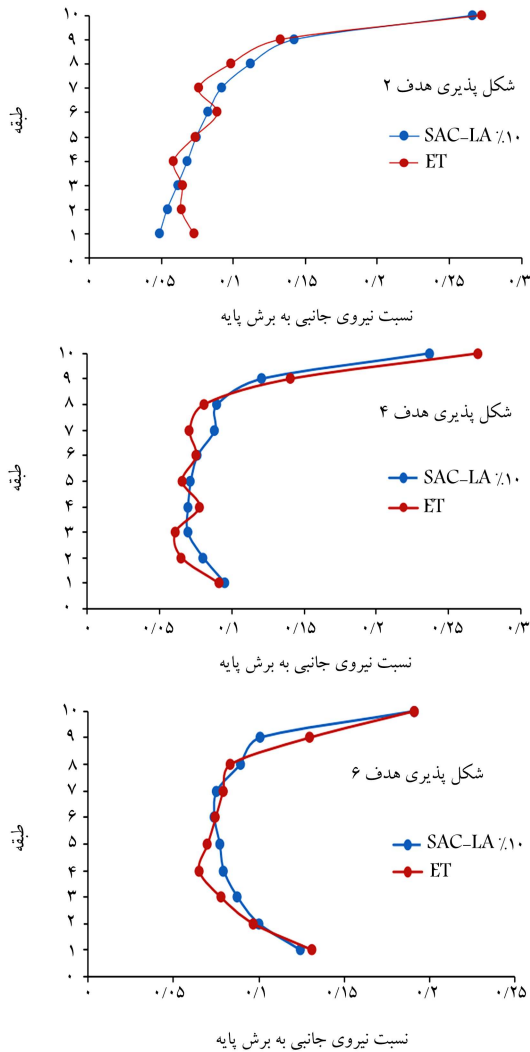 ۱۰
۹
۸
۷
۶
۵
۴
۳
۲
۱
۰
طبقه
شکل پذیری هدف ۲
SAC-LA ٪۱۰
ET
۰ ۰/۰۵ ۰/۱ ۰/۱۵ ۰/۲ ۰/۲۵ ۰/۳
نسبت نیروی جانبی به برش پایه
۱۰
۹
۸
۷
۶
۵
۴
۳
۲
۱
۰
طبقه
شکل پذیری هدف ۴
SAC-LA ٪۱۰
ET
۰ ۰/۰۵ ۰/۱ ۰/۱۵ ۰/۲ ۰/۲۵ ۰/۳
نسبت نیروی جانبی به برش پایه
۱۰
۹
۸
۷
۶
۵
۴
۳
۲
۱
۰
طبقه
شکل پذیری هدف ۶
SAC-LA ٪۱۰
ET
۰ ۰/۰۵ ۰/۱ ۰/۱۵ ۰/۲ ۰/۲۵
نسبت نیروی جانبی به برش پایه